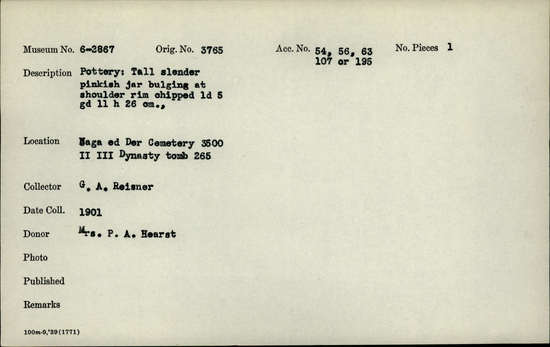 Museum No. 6-2867 Orig. No. 3765 Acc. No. 54, 56, 63 No. Pieces 1
107 or 195
Description Pottery: Tall slender
pinkish jar bulging at
shoulder rim chipped ld 5
gd 11 h 26 cm.,
Location Naga ed Der Cemetery 3500
II III Dynasty tomb 265
Collector G. A. Reisner
Date Coll. 1901
Donor Mrs. P. A. Hearst
Photo
Published
Remarks
100m-9,'39(1771)